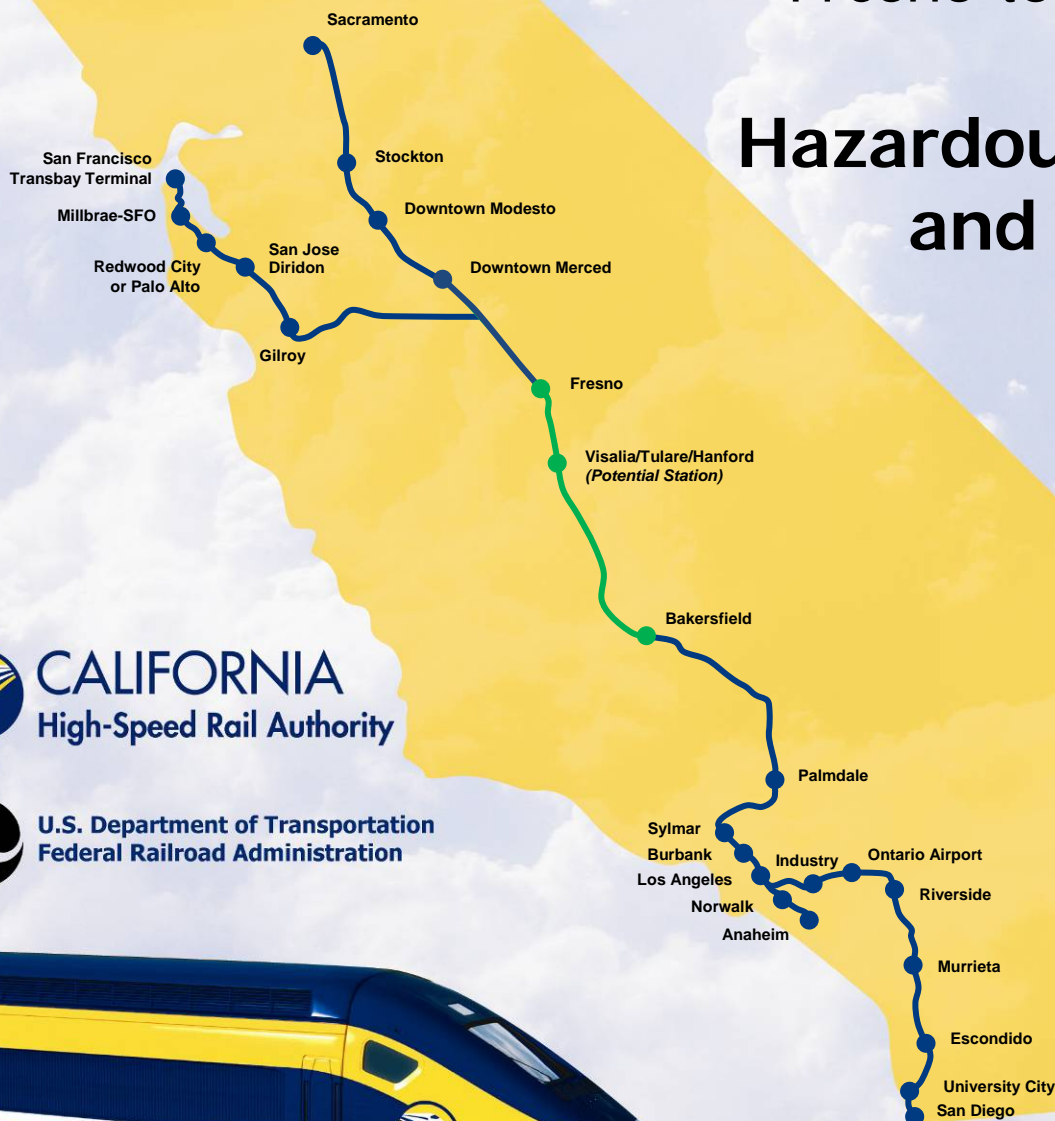 Fresno to
Hazardou
and
Sacramento
Stockton
San Francisco
Transbay Terminal
Millbrae-SFO
Downtown Modesto
Redwood City
or Palo Alto
San Jose
Diridon
Downtown Merced
Gilroy
Fresno
Visalia/Tulare/Hanford
(Potential Station)
Bakersfield
CALIFORNIA
High-Speed Rail Authority
U.S. Department of Transportation
Federal Railroad Administration
Palmdale
Sylmar
Burbank
Los Angeles
Industry
Ontario Airport
Norwalk
Riverside
Anaheim
Murrieta
Escondido
University City
San Diego